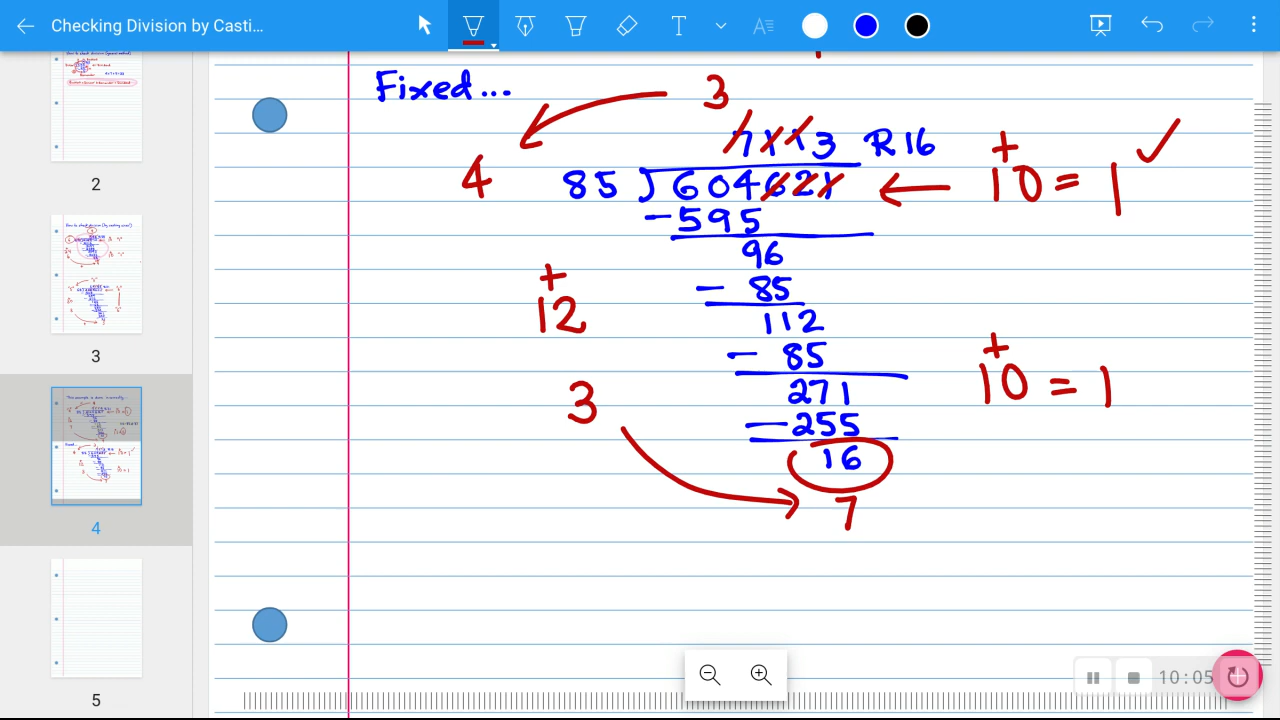 Checking Division by Casti...
T
2
3
4
5
Fixed...
3
7113 R16
4 85 604621 + 0 = 1 ✓
-595
96
+ 12 - 85
112
- 85 + 10 = 1
3 271
-255
16
7
10:05